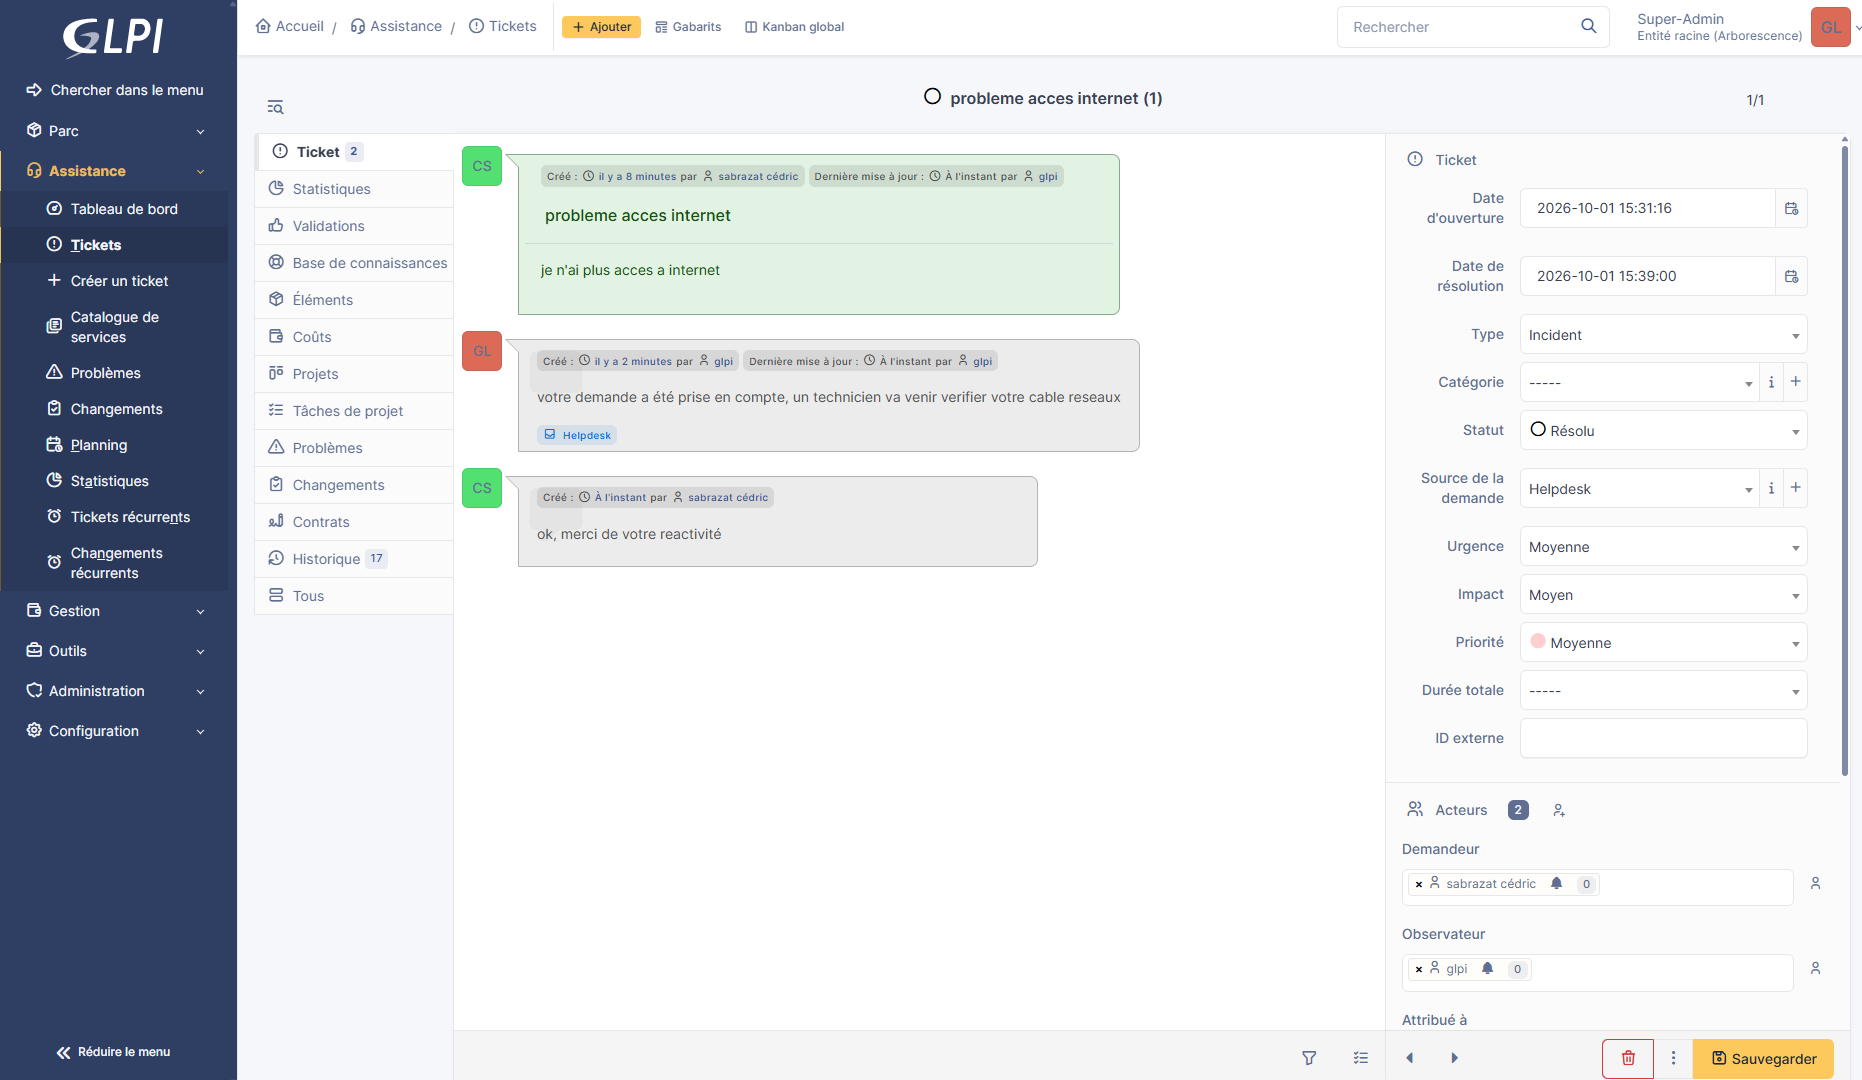 GLPI
Chercher dans le menu
Parc
Assistance
Tableau de bord
Tickets
Créer un ticket
Catalogue de
services
Problèmes
Changements
Planning
Statistiques
Tickets récurrents
Changements
récurrents
Gestion
Outils
Administration
Configuration
Réduire le menu
Accueil / Assistance / Tickets
Ajouter
Gabarits
Kanban global
Rechercher
Super-Admin
Entité racine (Arborescence)
GL
probleme acces internet (1)
1/1
Ticket 2
Statistiques
Validations
Base de connaissances
Éléments
Coûts
Projets
Tâches de projet
Problèmes
Changements
Contrats
Historique 17
Tous
CS
Créé : il y a 8 minutes par sabrazat cédric Dernière mise à jour : À l'instant par glpi
probleme acces internet
je n'ai plus acces a internet
GL
Créé : il y a 2 minutes par glpi Dernière mise à jour : À l'instant par glpi
votre demande a été prise en compte, un technicien va venir verifier votre cable reseaux
Helpdesk
CS
Créé : À l'instant par sabrazat cédric
ok, merci de votre reactivité
Ticket
Date
d'ouverture
2026-10-01 15:31:16
Date de
résolution
2026-10-01 15:39:00
Type
Incident
Catégorie
-----
Statut
Résolu
Source de la
demande
Helpdesk
Urgence
Moyenne
Impact
Moyen
Priorité
Moyenne
Durée totale
-----
ID externe
Acteurs 2
Demandeur
× sabrazat cédric 0
Observateur
× glpi 0
Attribué à
Sauvegarder